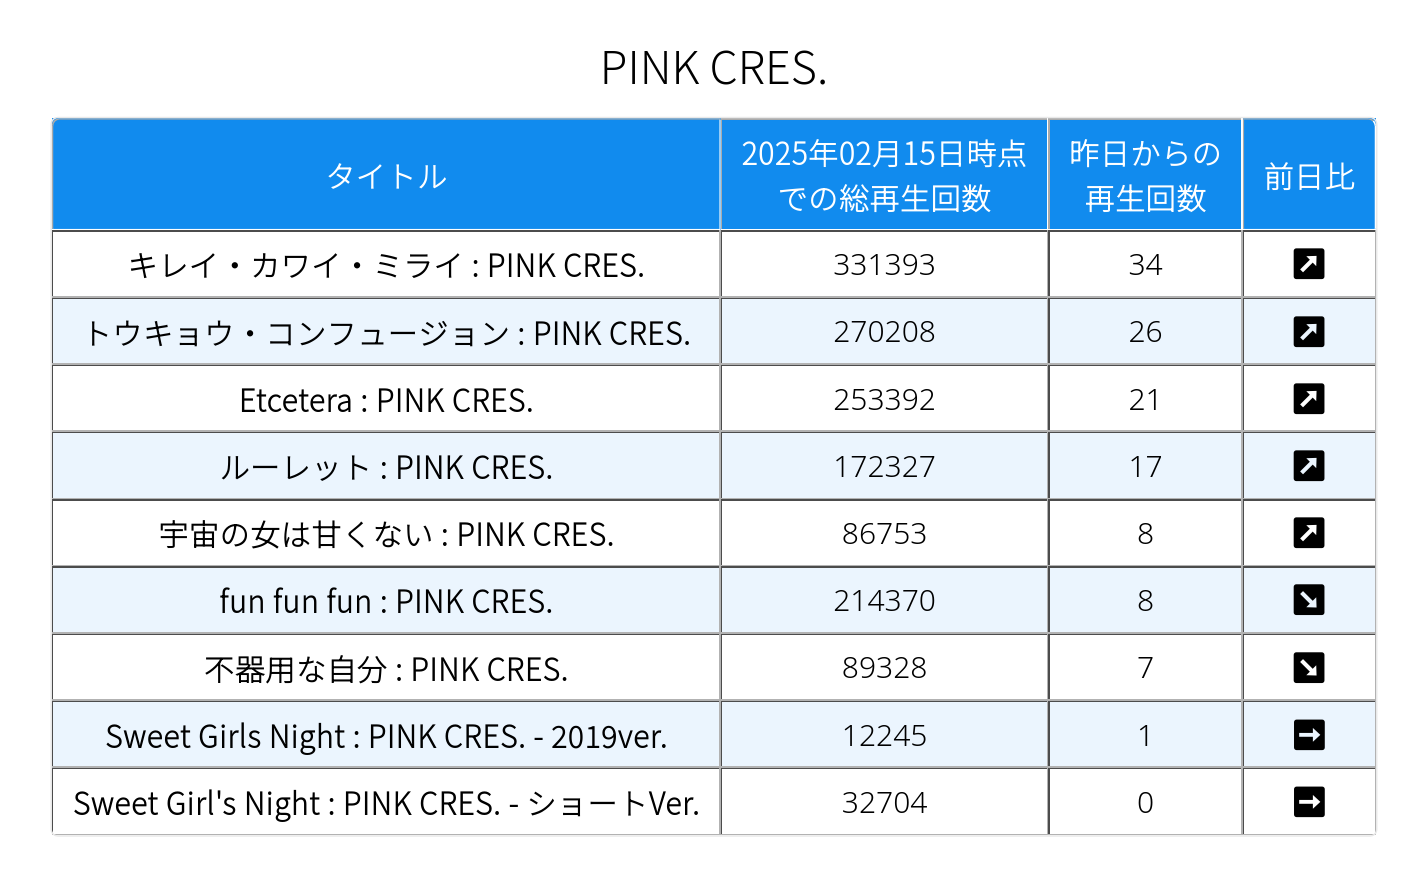 PINK CRES.
タイトル
2025年02月15日時点
での総再生回数
昨日からの
再生回数
前日比
キレイ・カワイ・ミライ : PINK CRES.
331393
34
トウキョウ・コンフュージョン : PINK CRES.
270208
26
Etcetera : PINK CRES.
253392
21
ルーレット : PINK CRES.
172327
17
宇宙の女は甘くない : PINK CRES.
86753
8
fun fun fun : PINK CRES.
214370
8
不器用な自分 : PINK CRES.
89328
7
Sweet Girls Night : PINK CRES. - 2019ver.
12245
1
Sweet Girl's Night : PINK CRES. - ショートVer.
32704
0